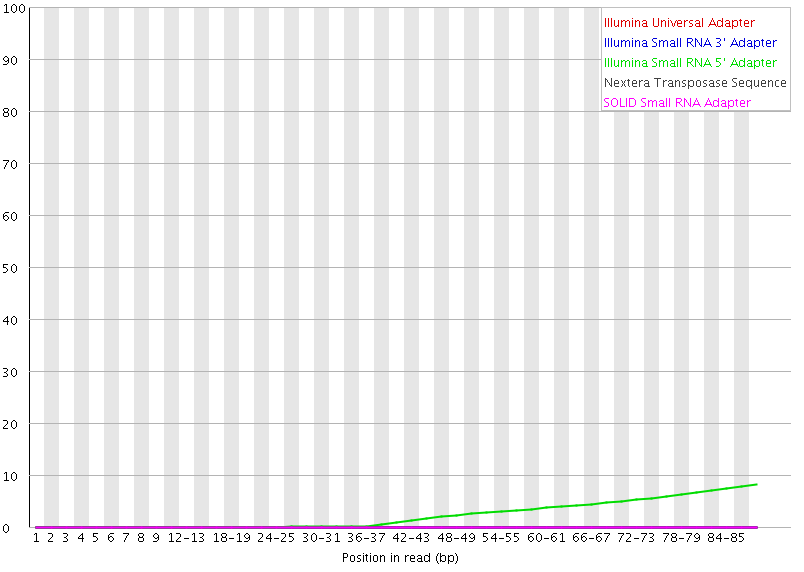 100
Illumina Universal Adapter
Illumina Small RNA 3' Adapter
Illumina Small RNA 5' Adapter
Nextera Transposase Sequence
SOLID Small RNA Adapter
90
80
70
60
50
40
30
20
10
0
1 2 3 4 5 6 7 8 9 12-13 18-19 24-25 30-31 36-37 42-43 48-49 54-55 60-61 66-67 72-73 78-79 84-85
Position in read (bp)